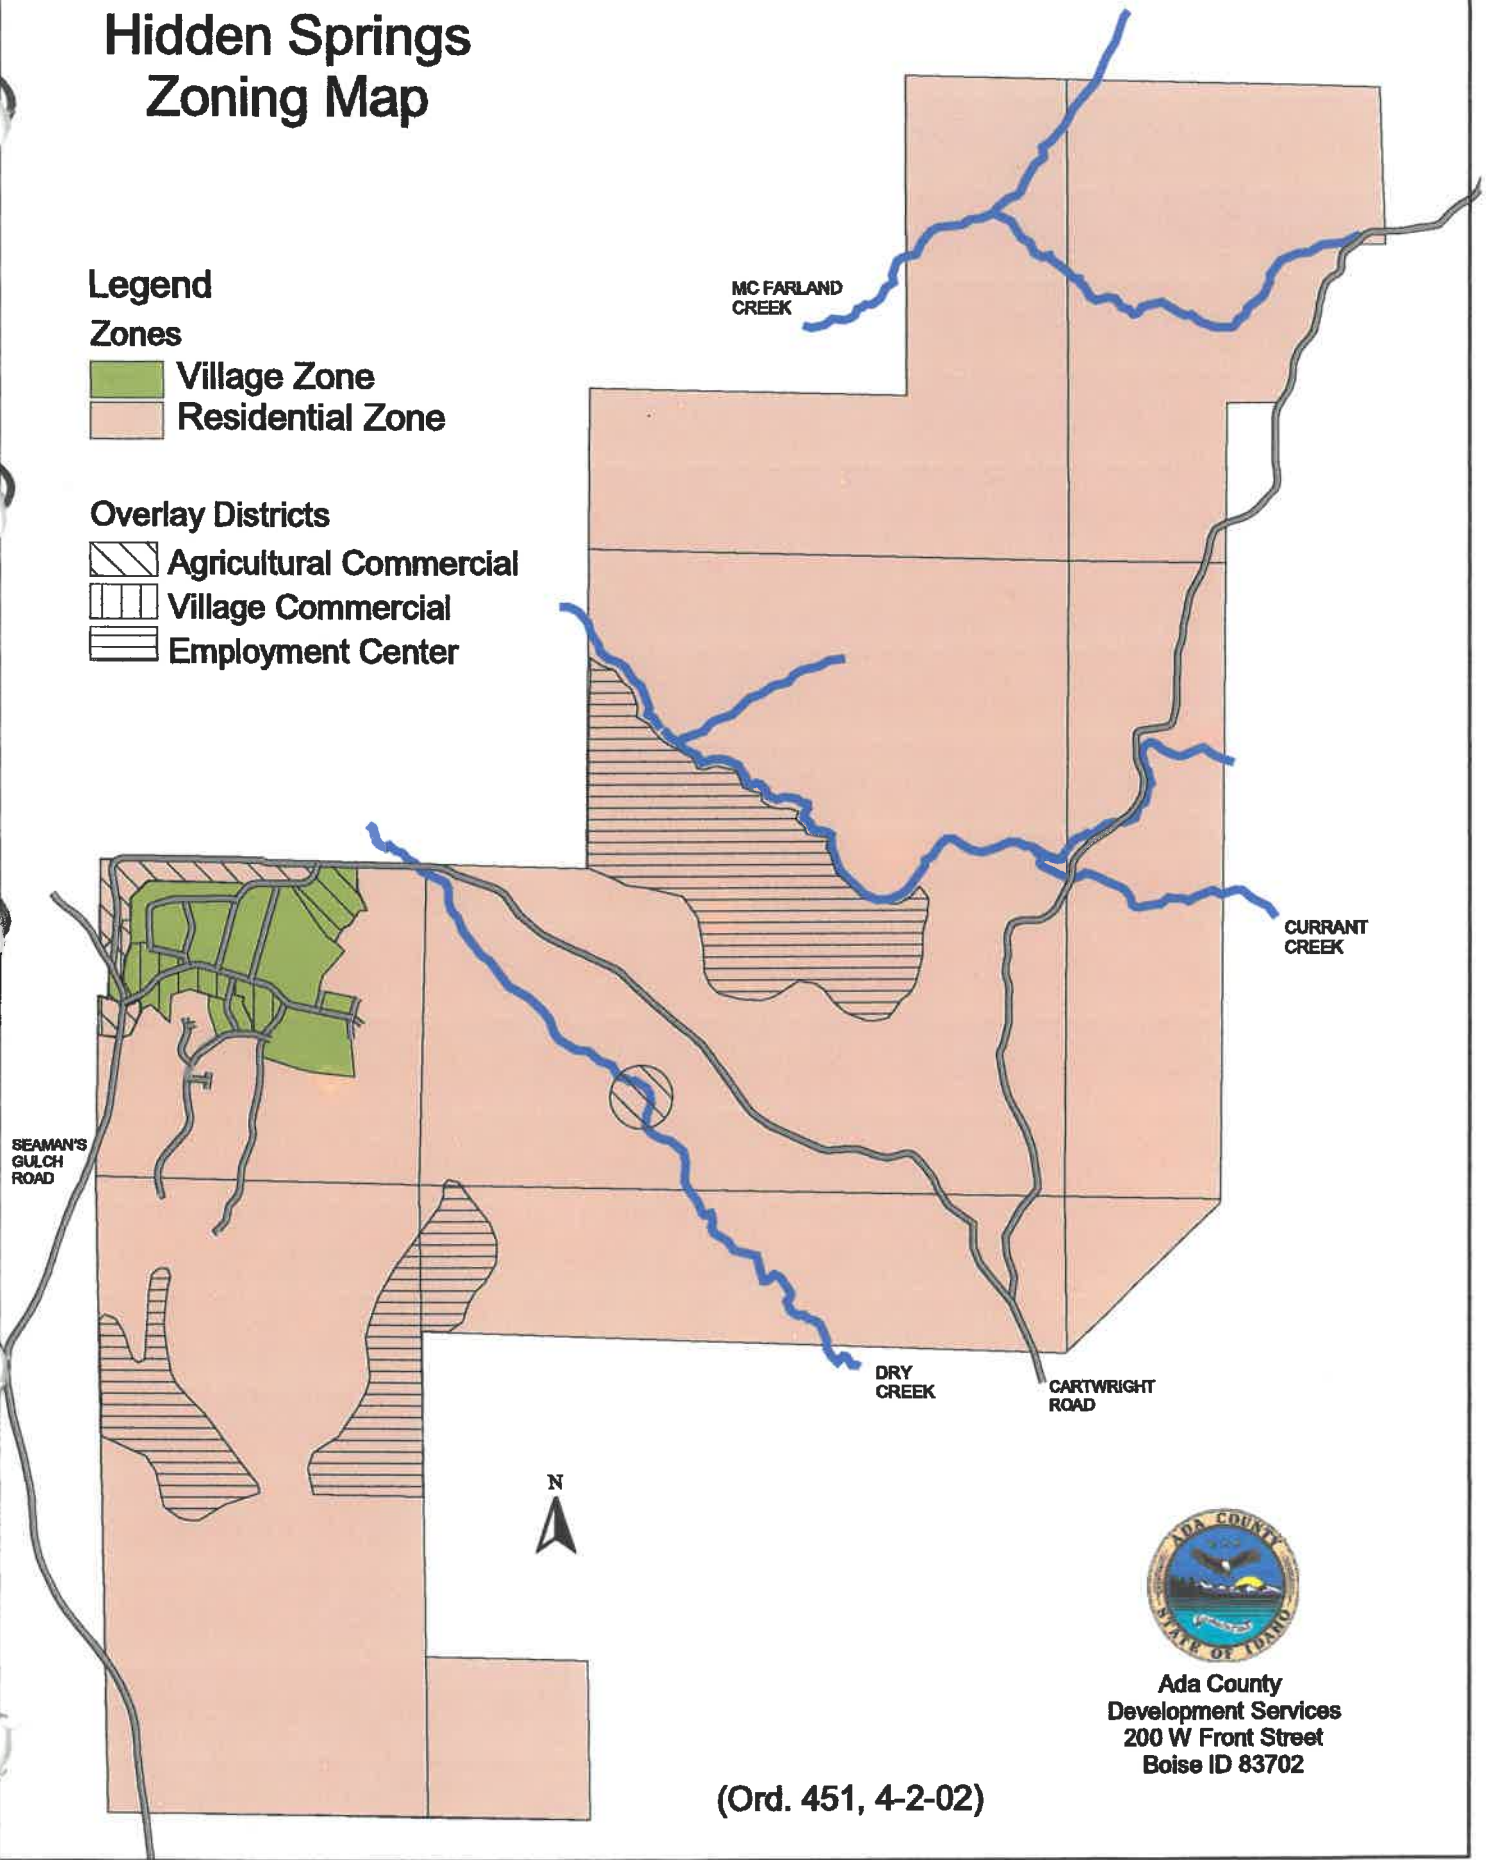 Hidden Springs
Zoning Map
Legend
Zones
Village Zone
Residential Zone
Overlay Districts
Agricultural Commercial
Village Commercial
Employment Center
MC FARLAND
CREEK
CURRANT
CREEK
SEAMAN'S
GULCH
ROAD
DRY
CREEK
CARTWRIGHT
ROAD
N
ADA COUNTY
STATE OF IDAHO
Ada County
Development Services
200 W Front Street
Boise ID 83702
(Ord. 451, 4-2-02)